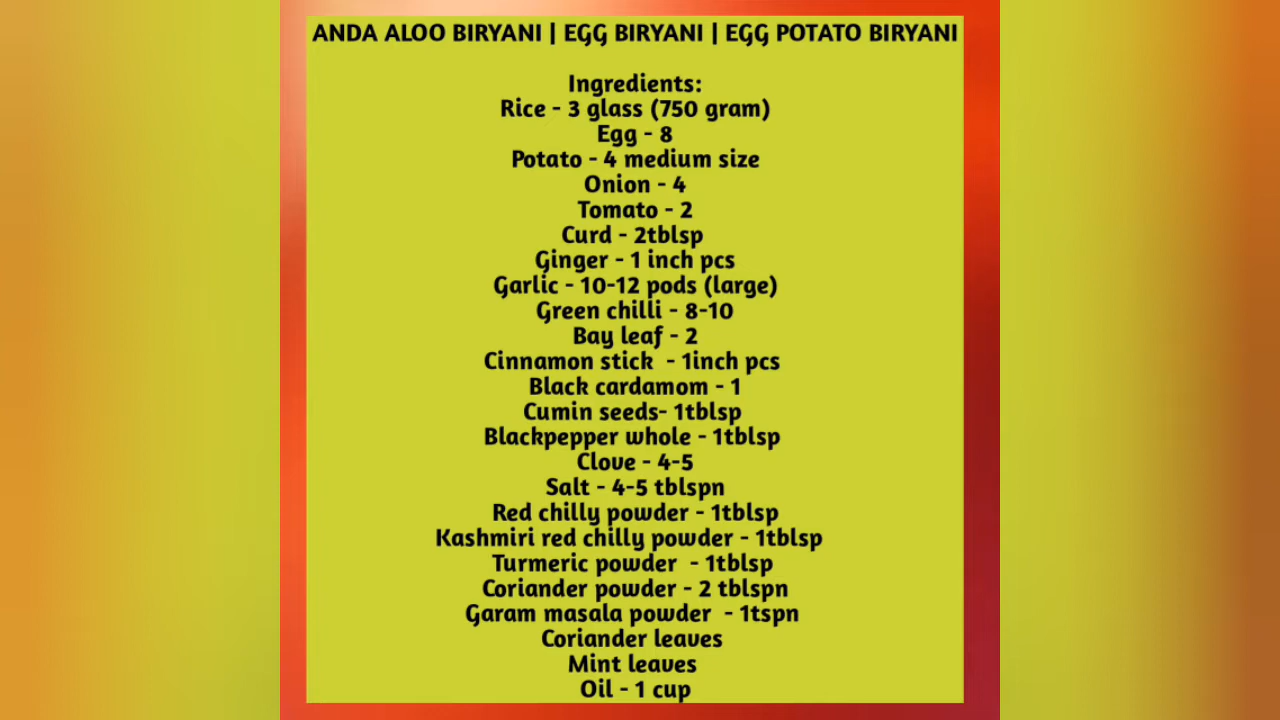 ANDA ALOO BIRYANI | EGG BIRYANI | EGG POTATO BIRYANI
Ingredients:
Rice - 3 glass (750 gram)
Egg - 8
Potato - 4 medium size
Onion - 4
Tomato - 2
Curd - 2tblsp
Ginger - 1 inch pcs
Garlic - 10-12 pods (large)
Green chilli - 8-10
Bay leaf - 2
Cinnamon stick  - 1inch pcs
Black cardamom - 1
Cumin seeds- 1tblsp
Blackpepper whole - 1tblsp
Clove - 4-5
Salt - 4-5 tblspn
Red chilly powder - 1tblsp
Kashmiri red chilly powder - 1tblsp
Turmeric powder  - 1tblsp
Coriander powder - 2 tblspn
Garam masala powder  - 1tspn
Coriander leaves
Mint leaves
Oil - 1 cup